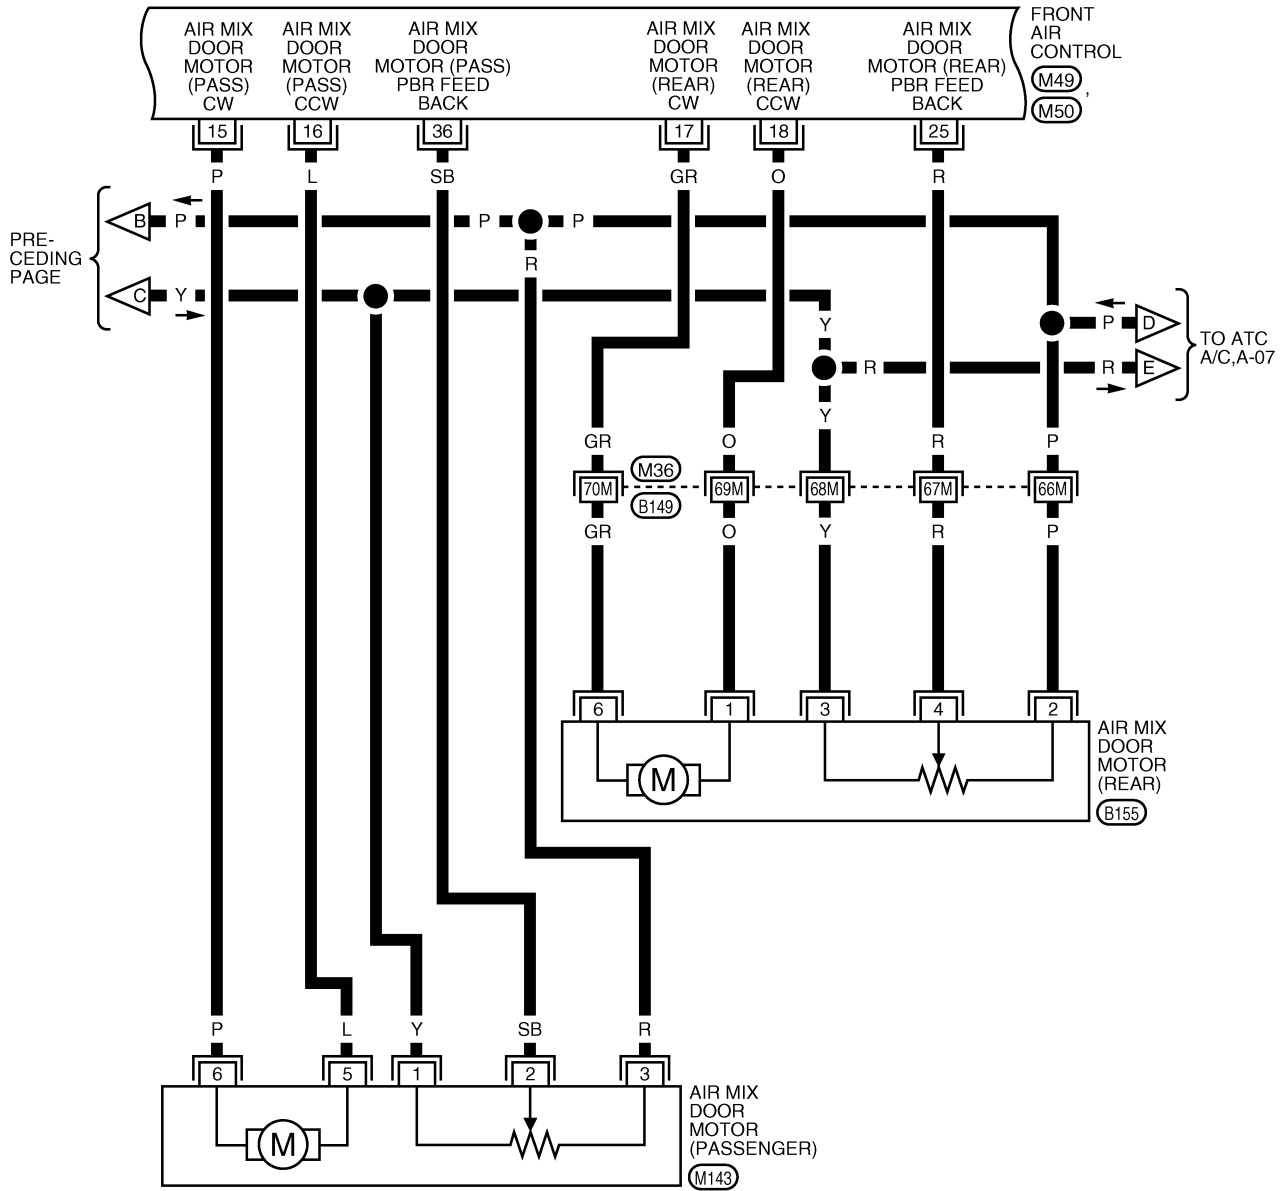 AIR MIX
DOOR
MOTOR
(PASS)
CW
AIR MIX
DOOR
MOTOR
(PASS)
CCW
AIR MIX
DOOR
MOTOR (PASS)
PBR FEED
BACK
AIR MIX
DOOR
MOTOR
(REAR)
CW
AIR MIX
DOOR
MOTOR
(REAR)
CCW
AIR MIX
DOOR
MOTOR (REAR)
PBR FEED
BACK
FRONT
AIR
CONTROL
M49 ,
M50
15 16 36 17 18 25
P L SB GR O R
B P P P
PRE-
CEDING
PAGE
R
C Y
Y
P D
TO ATC
A/C,A-07
R R E
Y
GR O R P
M36
70M 69M 68M 67M 66M
B149
GR O Y R P
6 1 3 4 2
M
AIR MIX
DOOR
MOTOR
(REAR)
B155
P L Y SB R
6 5 1 2 3
M
AIR MIX
DOOR
MOTOR
(PASSENGER)
M143